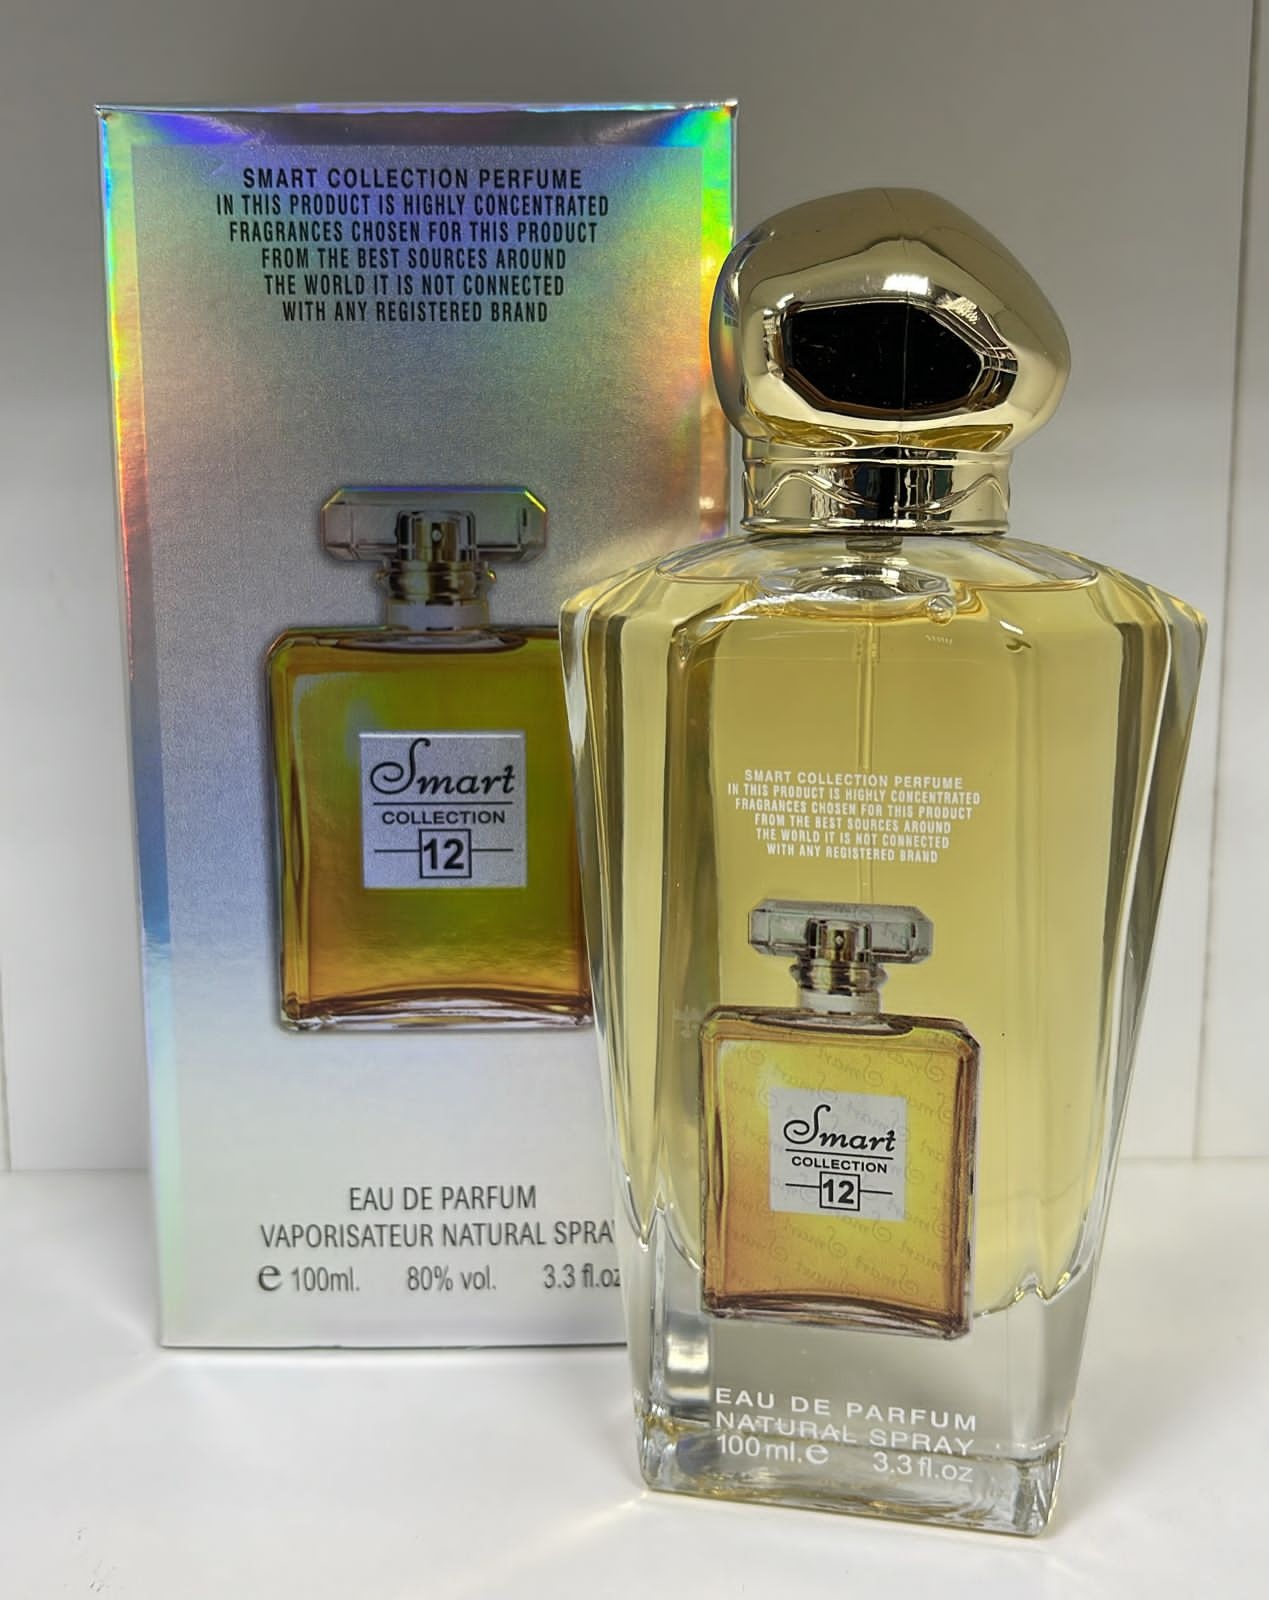 SMART COLLECTION PERFUME
IN THIS PRODUCT IS HIGHLY CONCENTRATED
FRAGRANCES CHOSEN FOR THIS PRODUCT
FROM THE BEST SOURCES AROUND
THE WORLD IT IS NOT CONNECTED
WITH ANY REGISTERED BRAND
Smart
COLLECTION
12
EAU DE PARFUM
VAPORISATEUR NATURAL SPRAY
e 100ml. 80% vol. 3.3 fl.oz
SMART COLLECTION PERFUME
IN THIS PRODUCT IS HIGHLY CONCENTRATED
FRAGRANCES CHOSEN FOR THIS PRODUCT
FROM THE BEST SOURCES AROUND
THE WORLD IT IS NOT CONNECTED
WITH ANY REGISTERED BRAND
Smart
COLLECTION
12
EAU DE PARFUM
NATURAL SPRAY
100 ml. e 3.3 fl.oz